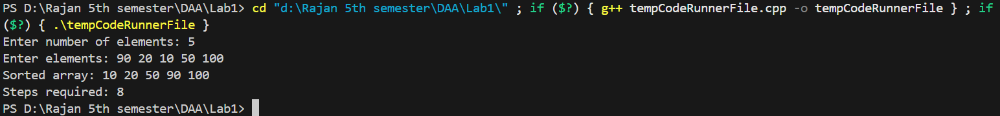 PS D:\Rajan 5th semester\DAA\Lab1> cd "d:\Rajan 5th semester\DAA\Lab1\" ; if ($?) { g++ tempCodeRunnerFile.cpp -o tempCodeRunnerFile } ; if
($?) { .\tempCodeRunnerFile }
Enter number of elements: 5
Enter elements: 90 20 10 50 100
Sorted array: 10 20 50 90 100
Steps required: 8
PS D:\Rajan 5th semester\DAA\Lab1>